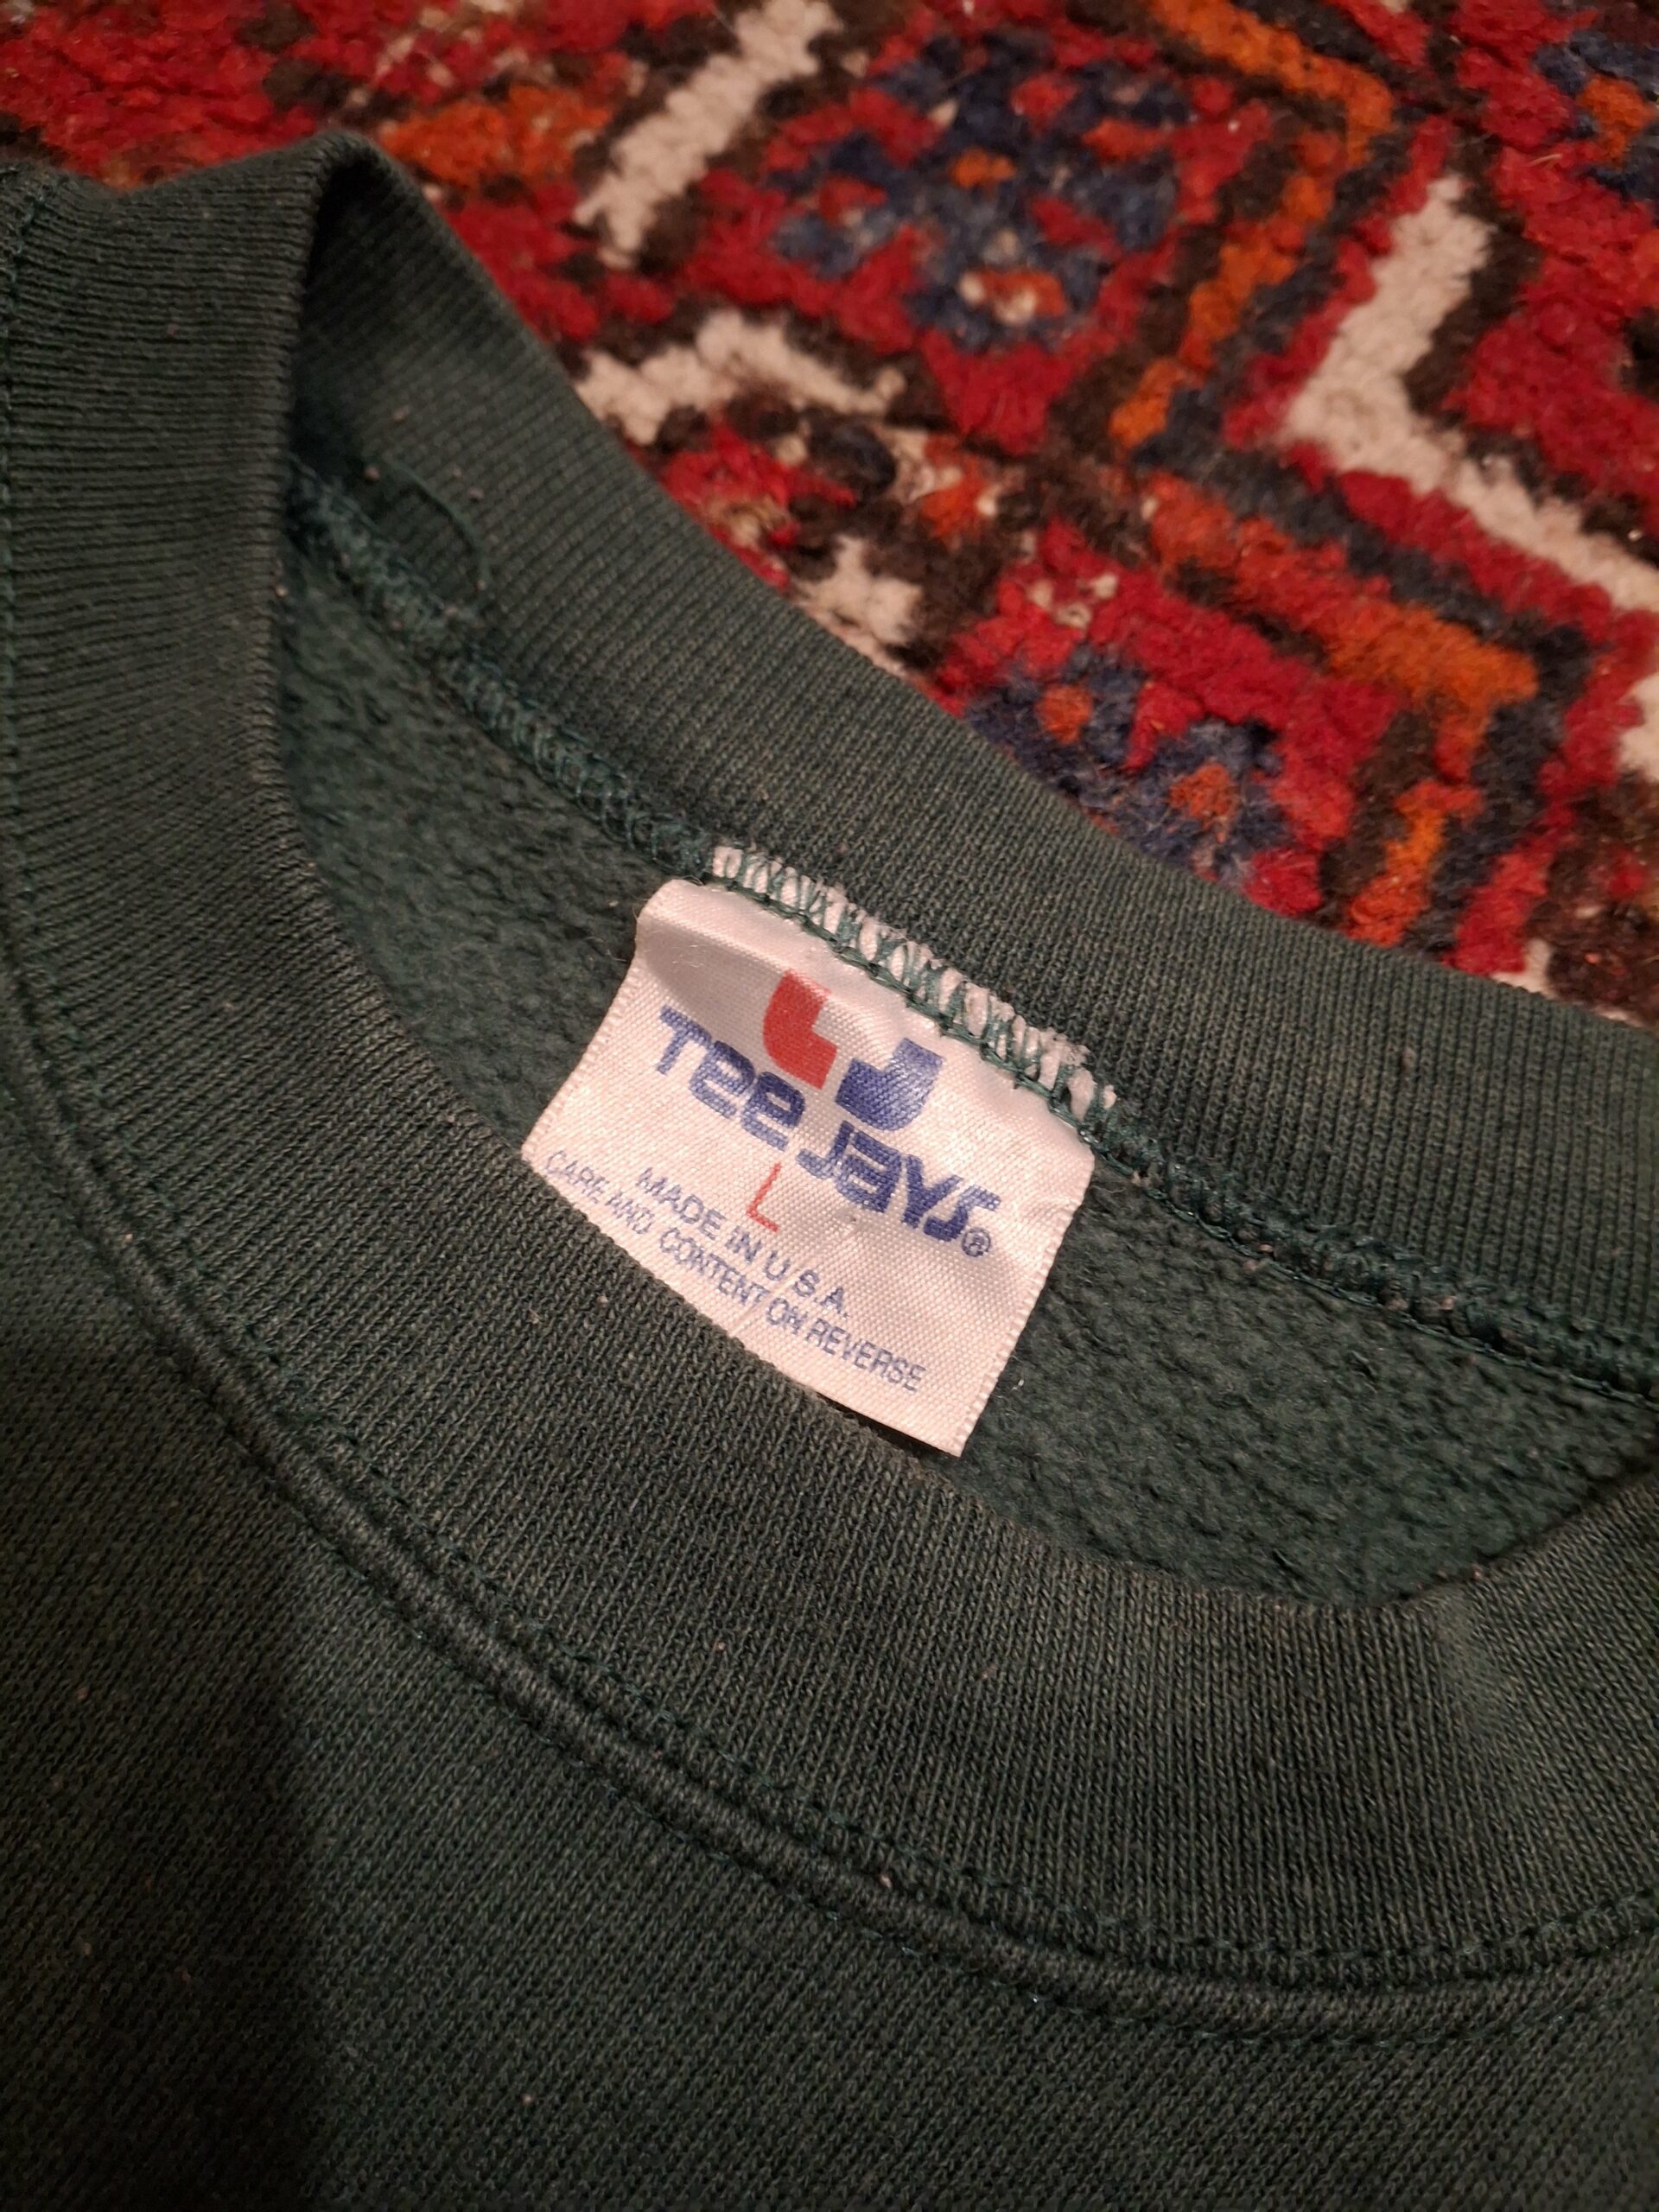 Tee Jays®
L
MADE IN U.S.A.
CARE AND CONTENT ON REVERSE